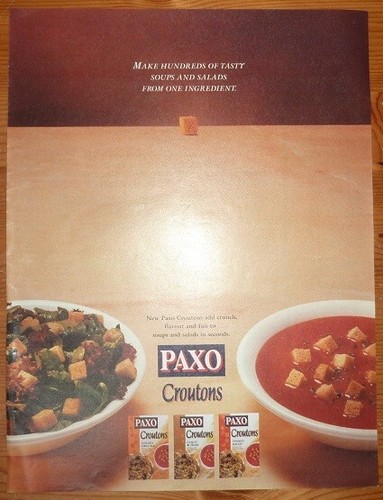 MAKE HUNDREDS OF TASTY
SOUPS AND SALADS
FROM ONE INGREDIENT.
New Paxo Croutons add crunch,
flavour and fun to
soups and salads in seconds.
PAXO
Croutons
PAXO PAXO PAXO
Croutons Croutons Croutons